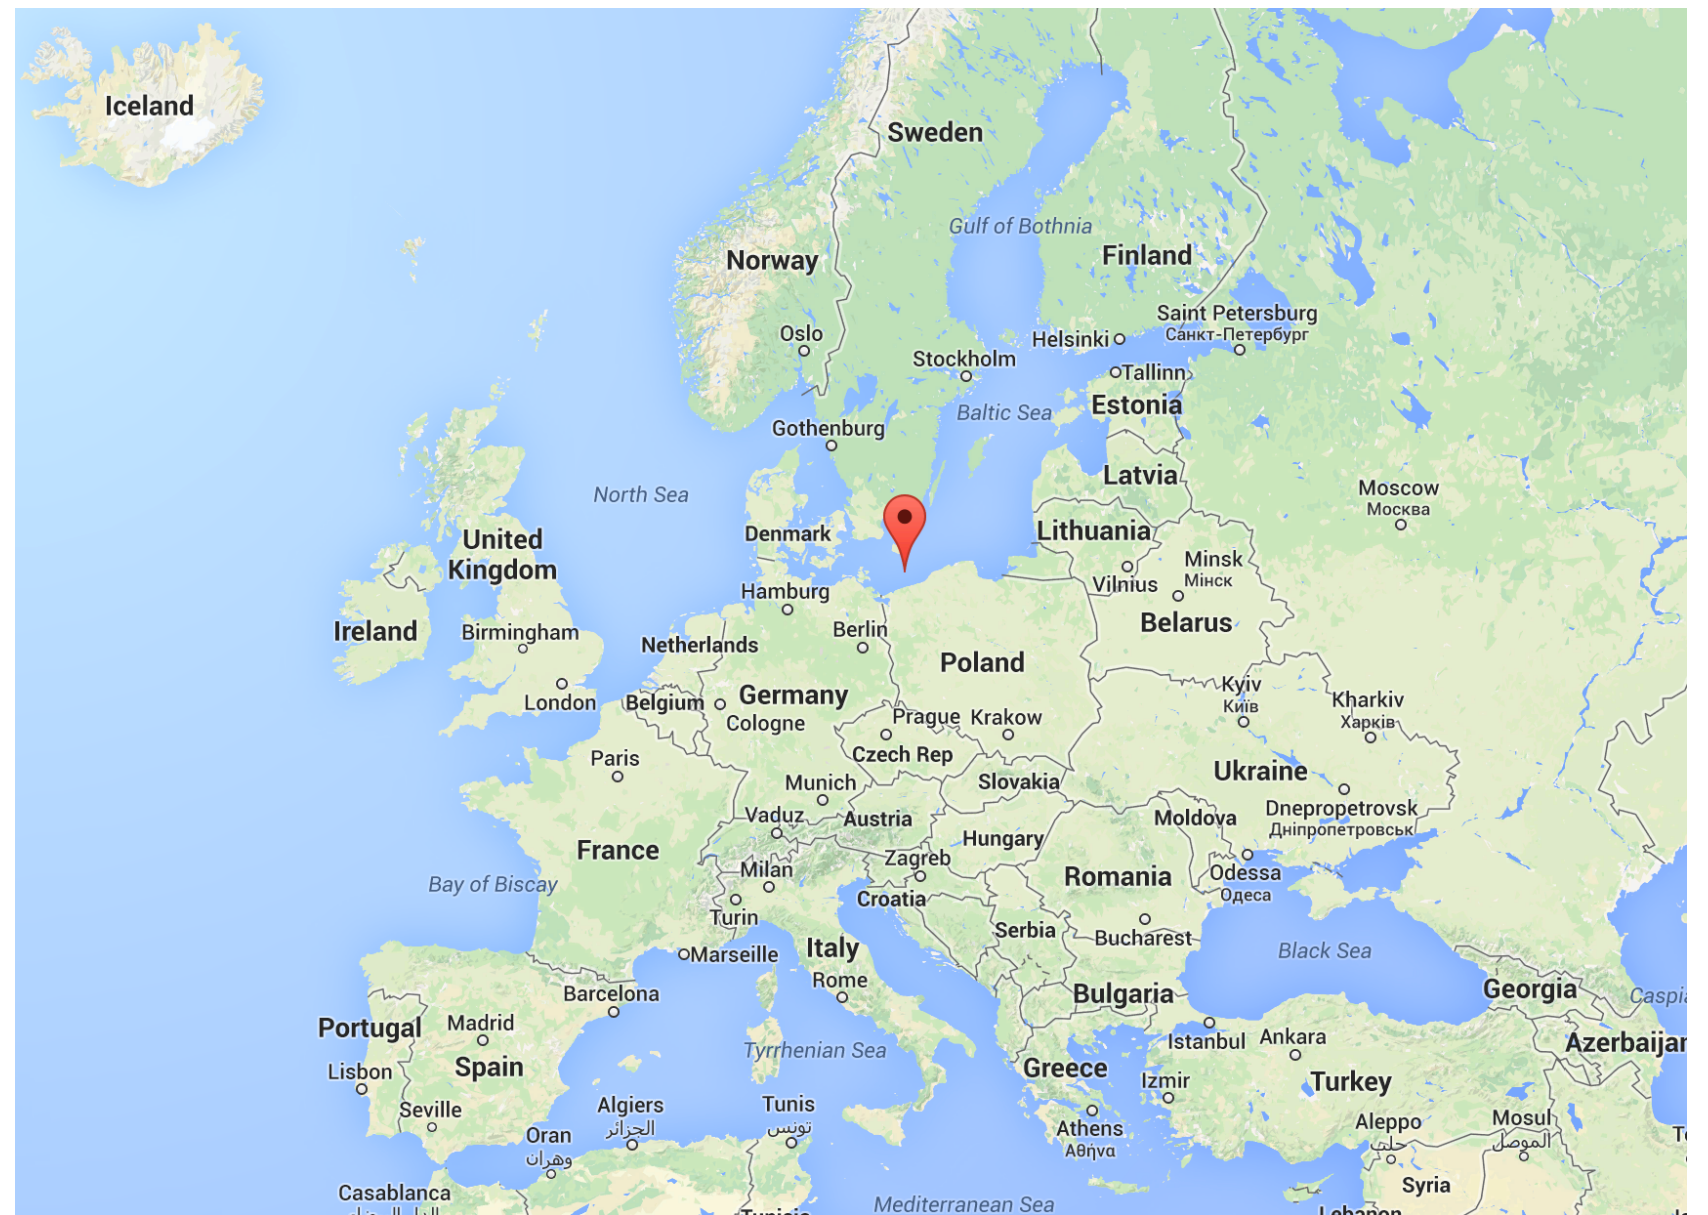 Iceland
Sweden
Gulf of Bothnia
Norway
Finland
Oslo
Saint Petersburg
Санкт-Петербург
Helsinki
Stockholm
Tallinn
Baltic Sea
Estonia
Gothenburg
Latvia
North Sea
Moscow
Москва
Denmark
Lithuania
United
Kingdom
Minsk
Мінск
Vilnius
Hamburg
Belarus
Ireland
Birmingham
Berlin
Netherlands
Poland
Kyiv
Київ
Germany
London
Belgium
Kharkiv
Харків
Cologne
Prague
Krakow
Czech Rep
Paris
Ukraine
Munich
Slovakia
Dnepropetrovsk
Дніпропетровськ
Vaduz
Austria
Moldova
Hungary
France
Zagreb
Milan
Romania
Odessa
Одеса
Bay of Biscay
Croatia
Turin
Serbia
Bucharest
Italy
Black Sea
Marseille
Rome
Barcelona
Bulgaria
Georgia
Caspia
Portugal
Madrid
Istanbul
Ankara
Azerbaijan
Tyrrhenian Sea
Spain
Greece
Lisbon
Izmir
Turkey
Seville
Algiers
الجزائر
Tunis
تونس
Aleppo
حلب
Mosul
الموصل
Oran
وهران
Athens
Αθήνα
Casablanca
Syria
Mediterranean Sea
Tunisia
Lebanon